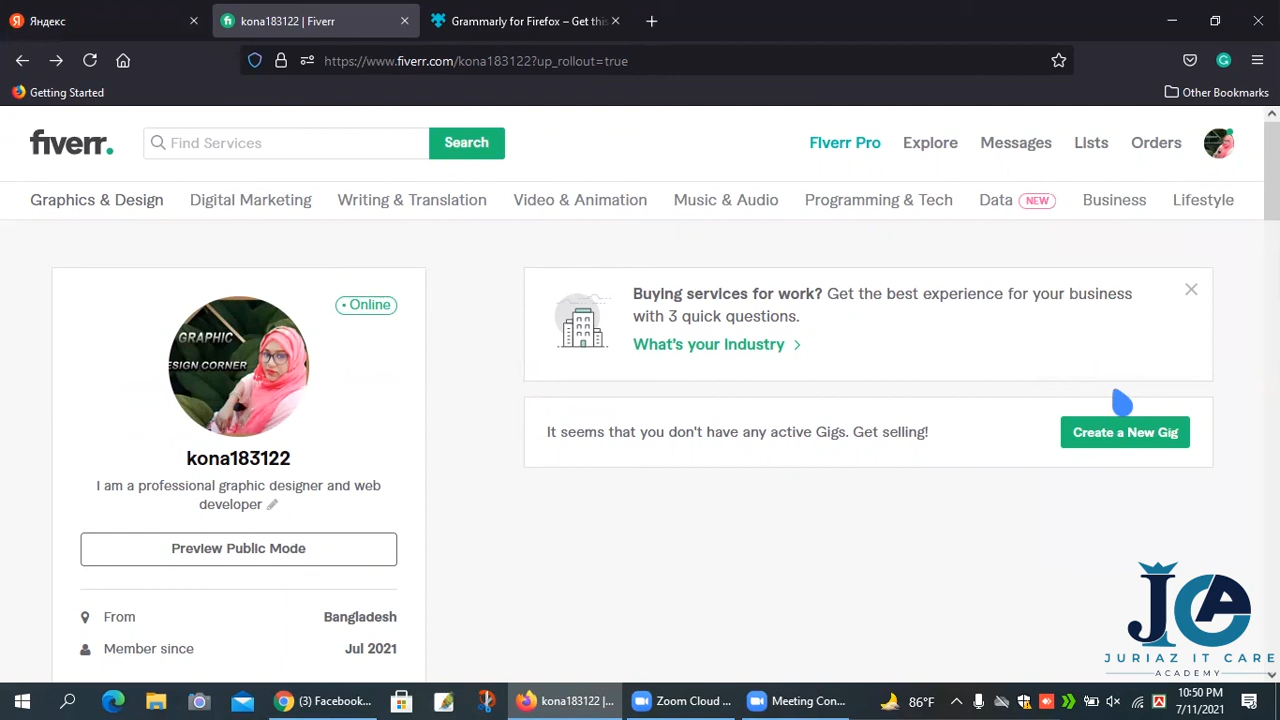 Яндекс
kona183122 | Fiverr
Grammarly for Firefox – Get this
https://www.fiverr.com/kona183122?up_rollout=true
Getting Started
Other Bookmarks
fiverr.
Find Services
Search
Fiverr Pro
Explore
Messages
Lists
Orders
Graphics & Design
Digital Marketing
Writing & Translation
Video & Animation
Music & Audio
Programming & Tech
Data NEW
Business
Lifestyle
• Online
GRAPHIC
ESIGN CORNER
kona183122
I am a professional graphic designer and web
developer
Preview Public Mode
From Bangladesh
Member since Jul 2021
Buying services for work? Get the best experience for your business
with 3 quick questions.
What's your Industry
It seems that you don't have any active Gigs. Get selling!
Create a New Gig
JURIAZ IT CARE
ACADEMY
(3) Facebook...
kona183122 |...
Zoom Cloud ...
Meeting Con...
86°F
10:50 PM
7/11/2021